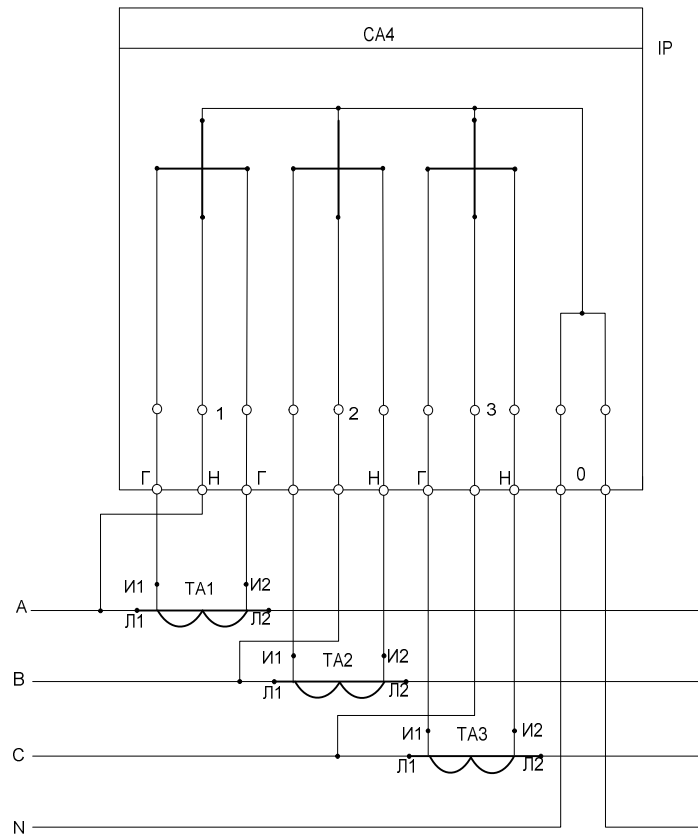 СА4
IP
1 2 3
Г Н Г Н Г Н 0
И1 ТА1 И2
А
Л1 Л2
И1 ТА2 И2
В
Л1 Л2
И1 ТА3 И2
С
Л1 Л2
N